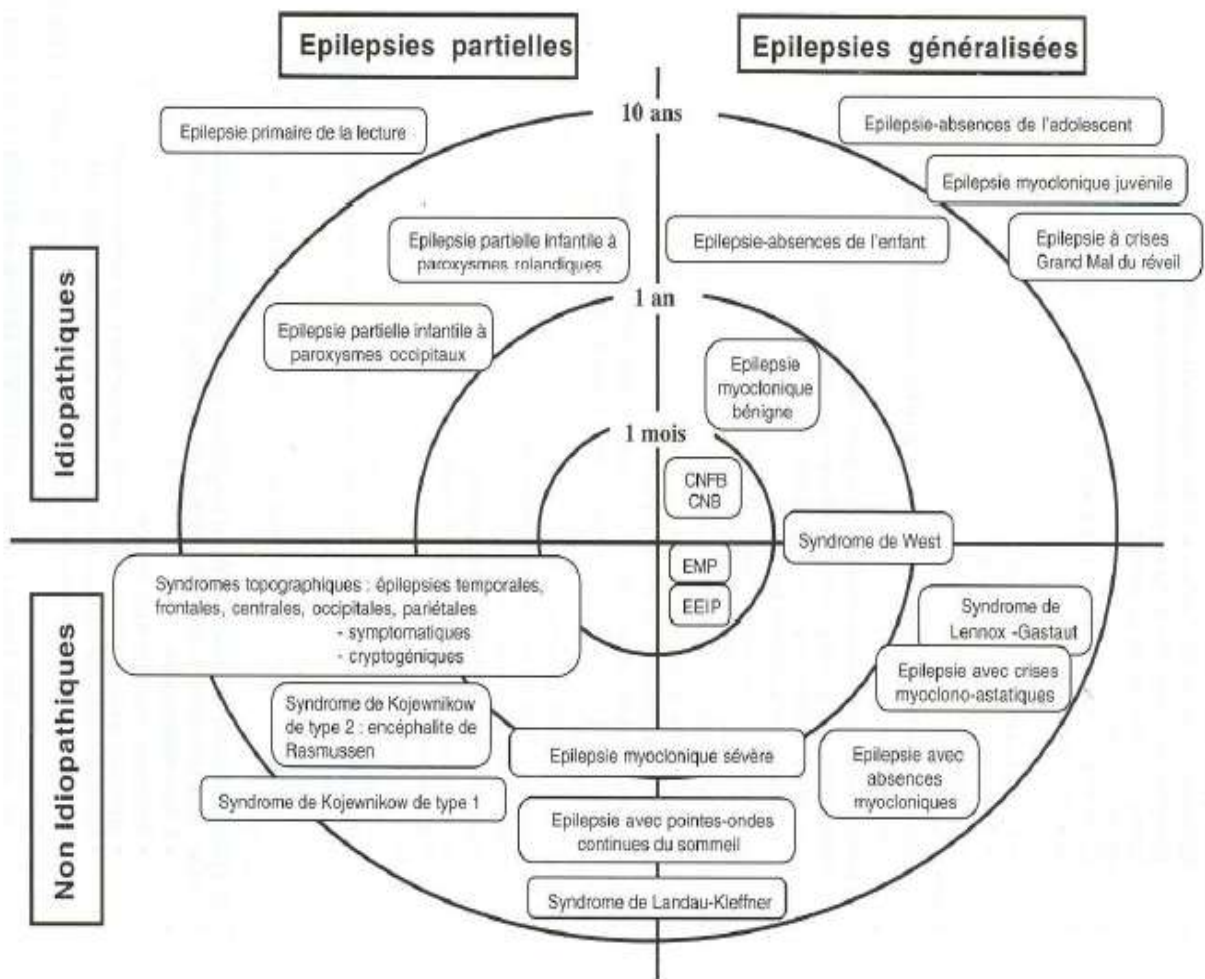 Epilepsies partielles
Epilepsies généralisées
10 ans
Epilepsie primaire de la lecture
Epilepsie-absences de l'adolescent
Epilepsie myoclonique juvénile
Epilepsie partielle infantile à
paroxysmes rolandiques
Epilepsie-absences de l'enfant
Epilepsie à crises
Grand Mal du réveil
Idiopathiques
1 an
Epilepsie partielle infantile à
paroxysmes occipitaux
Epilepsie
myoclonique
bénigne
1 mois
CNFB
CNB
Syndrome de West
EMP
EEIP
Non Idiopathiques
Syndromes topographiques : épilepsies temporales,
frontales, centrales, occipitales, pariétales
- symptomatiques
- cryptogéniques
Syndrome de
Lennox -Gastaut
Epilepsie avec crises
myoclono-astatiques
Syndrome de Kojewnikow
de type 2 : encéphalite de
Rasmussen
Epilepsie myoclonique sévère
Epilepsie avec
absences
myocloniques
Syndrome de Kojewnikow de type 1
Epilepsie avec pointes-ondes
continues du sommeil
Syndrome de Landau-Kleffner